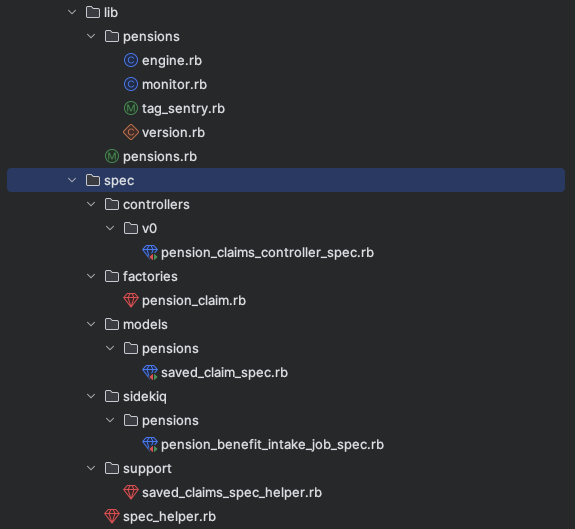 lib
pensions
engine.rb
monitor.rb
tag_sentry.rb
version.rb
pensions.rb
spec
controllers
v0
pension_claims_controller_spec.rb
factories
pension_claim.rb
models
pensions
saved_claim_spec.rb
sidekiq
pensions
pension_benefit_intake_job_spec.rb
support
saved_claims_spec_helper.rb
spec_helper.rb